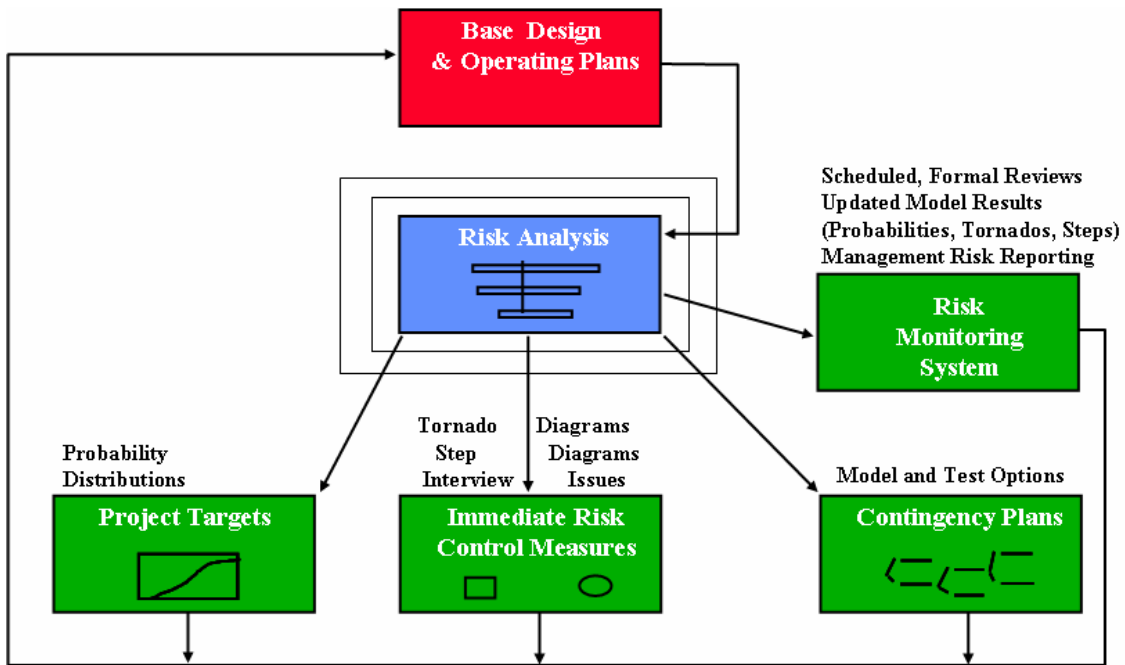 Base Design
& Operating Plans
Scheduled, Formal Reviews
Updated Model Results
(Probabilities, Tornados, Steps)
Management Risk Reporting
Risk Analysis
Risk
Monitoring
System
Probability
Distributions
Tornado Diagrams
Step Diagrams
Interview Issues
Model and Test Options
Project Targets
Immediate Risk
Control Measures
Contingency Plans